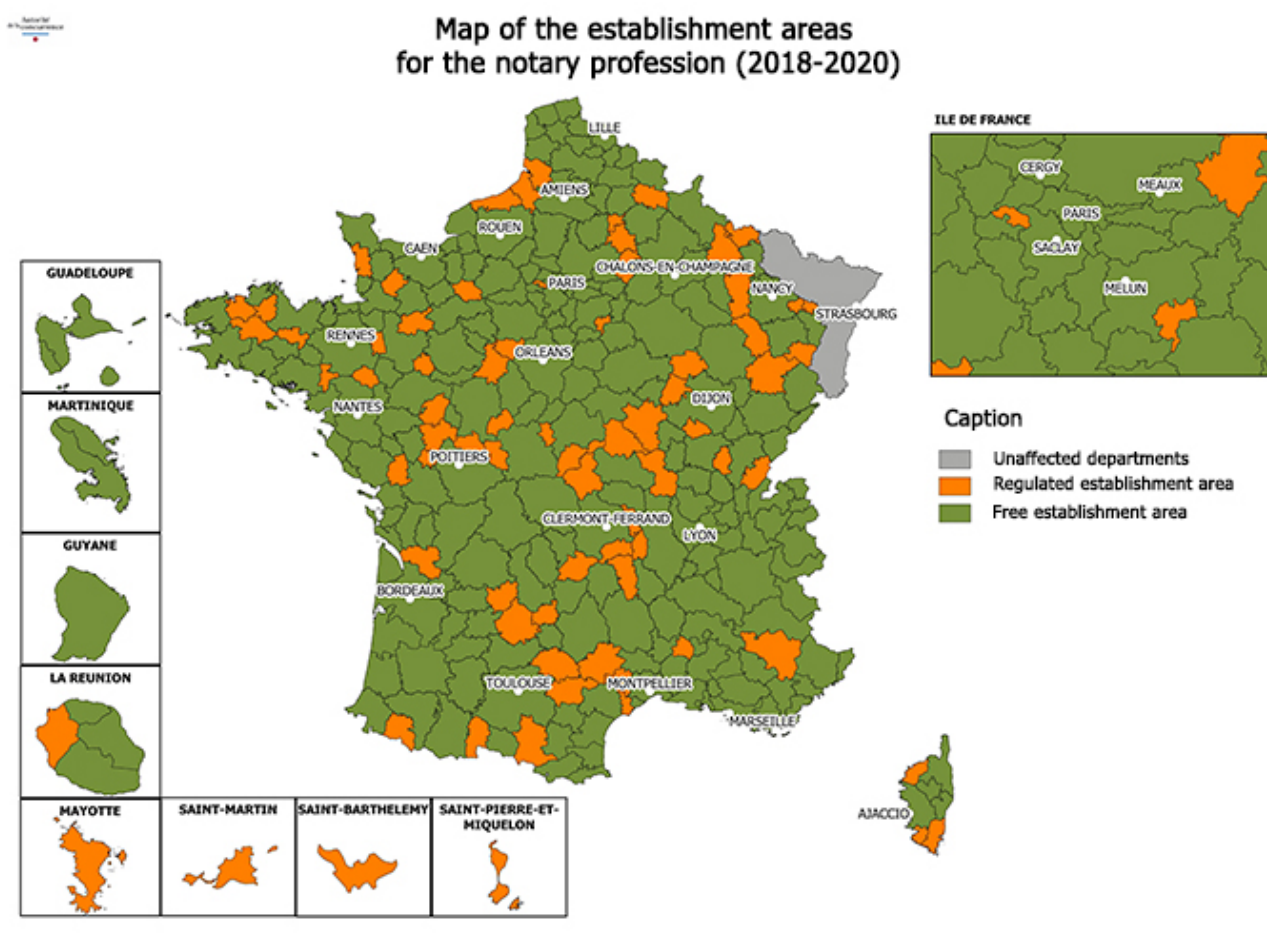 Map of the establishment areas
for the notary profession (2018-2020)
ILE DE FRANCE
CERGY
MEAUX
PARIS
SACLAY
MELUN
LILLE
AMIENS
ROUEN
CAEN
CHALONS-EN-CHAMPAGNE
PARIS
NANCY
STRASBOURG
RENNES
ORLEANS
NANTES
DIJON
POITIERS
CLERMONT-FERRAND
LYON
BORDEAUX
TOULOUSE
MONTPELLIER
MARSEILLE
AJACCIO
Caption
Unaffected departments
Regulated establishment area
Free establishment area
GUADELOUPE
MARTINIQUE
GUYANE
LA REUNION
MAYOTTE
SAINT-MARTIN
SAINT-BARTHELEMY
SAINT-PIERRE-ET-
MIQUELON